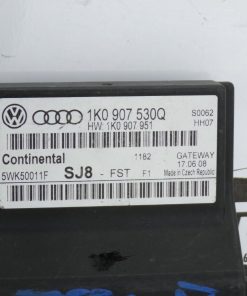 1K0 907 530Q
S0062
HW: 1K0 907 951
HH07
Continental
1182
GATEWAY
17.06.08
5WK50011F
SJ8 - FST F1
Made in Czech Republic